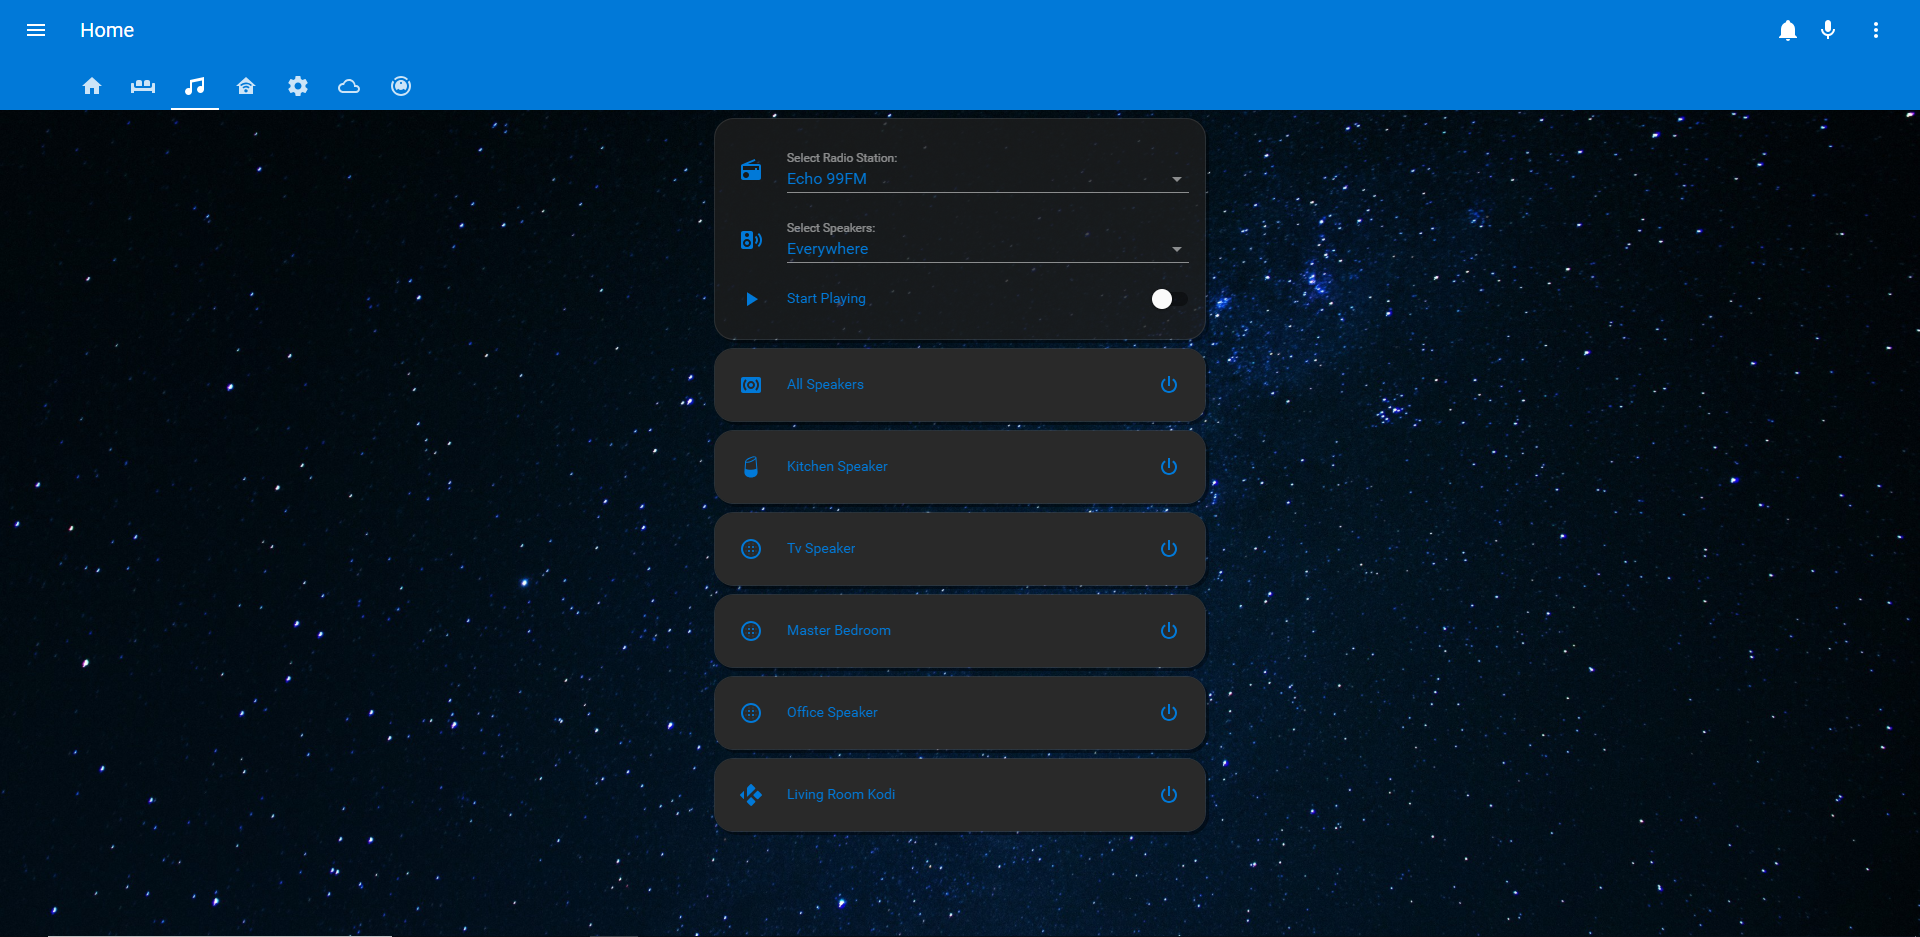 Home
Select Radio Station:
Echo 99FM
Select Speakers:
Everywhere
Start Playing
All Speakers
Kitchen Speaker
Tv Speaker
Master Bedroom
Office Speaker
Living Room Kodi